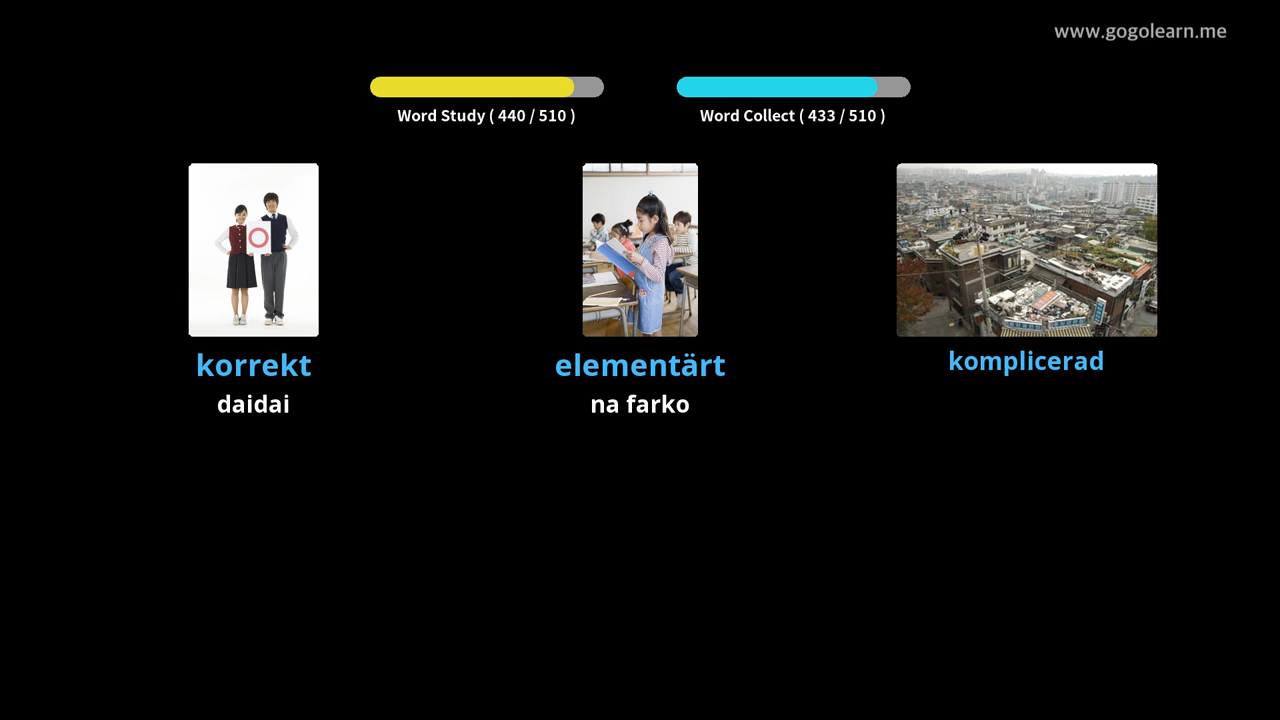 www.gogolearn.me
Word Study ( 440 / 510 )
Word Collect ( 433 / 510 )
korrekt
daidai
elementärt
na farko
komplicerad